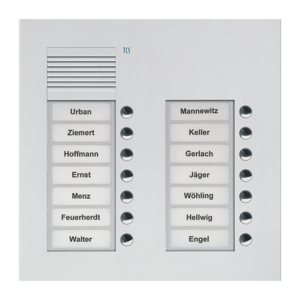 Urban
Ziemert
Hoffmann
Ernst
Menz
Feuerherdt
Walter
Mannewitz
Keller
Gerlach
Jäger
Wöhling
Hellwig
Engel